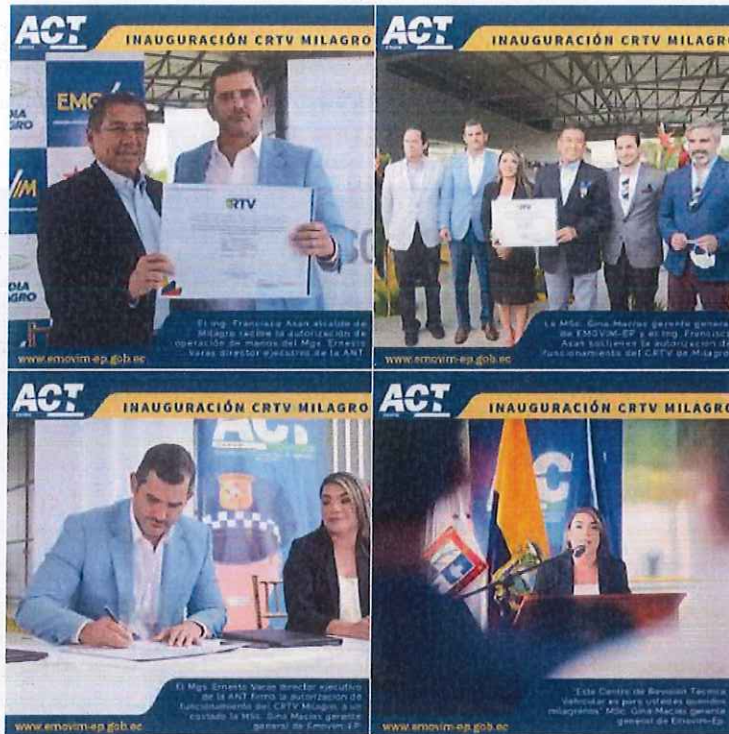 ACT
INAUGURACIÓN CRTV MILAGRO
EMO
IM
AGRO
RTV
El Ing. Francisco Asan alcalde de
Milagro recibe la autorización de
operación de manos del Mgs. Ernesto
director ejecutivo de la ANT.
www.emovim-ep.gob.ec
ACT
INAUGURACIÓN CRTV MILAGRO
RTV
La MSc. Gina Macías gerente general
de EMOVIM-EP y el Ing. Francisco
Asan sostienen la autorización de
funcionamiento del CRTV de Milagro.
www.emovim-ep.gob.ec
ACT
INAUGURACIÓN CRTV MILAGRO
ACT
El Mgs. Ernesto director ejecutivo
de la ANT firma la autorización de
funcionamiento del CRTV Milagro, a un
costado la MSc. Gina Macías gerente
general de Emovim-EP.
www.emovim-ep.gob.ec
ACT
INAUGURACIÓN CRTV MILAGRO
"Este Centro de Revisión Técnica
Vehicular es para ustedes queridos
milagreños" MSc. Gina Macías gerente
general de Emovim-Ep.
www.emovim-ep.gob.ec